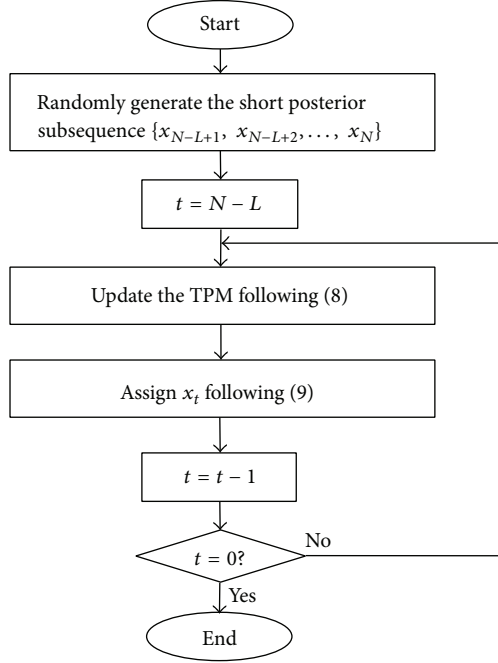 Start
Randomly generate the short posterior
subsequence {x_{N−L+1}, x_{N−L+2}, ..., x_N}
t = N − L
Update the TPM following (8)
Assign x_t following (9)
t = t − 1
t = 0?
No
Yes
End